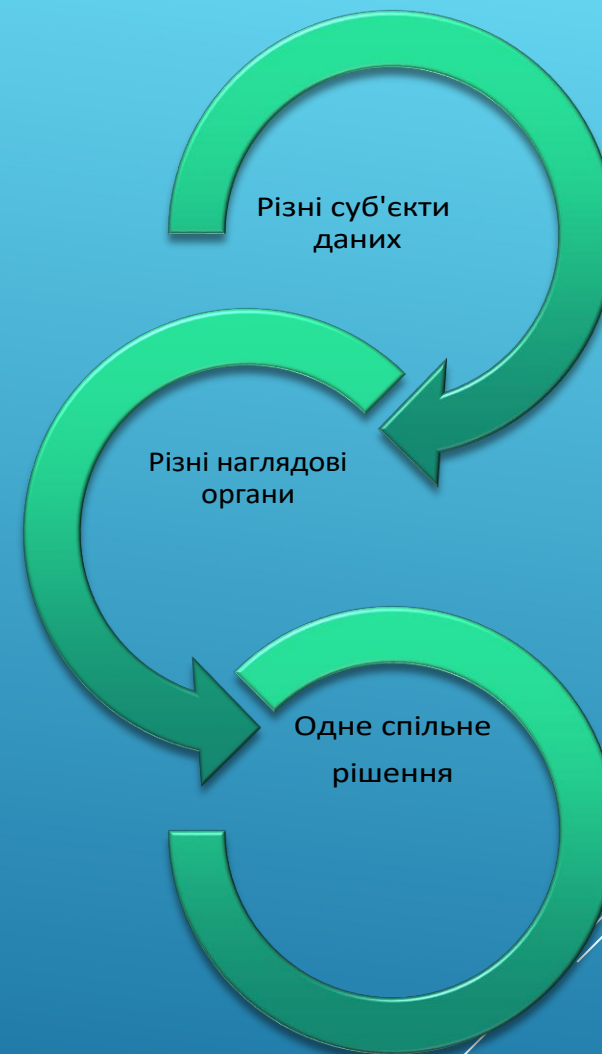 Різні суб'єкти
даних
Різні наглядові
органи
Одне спільне
рішення